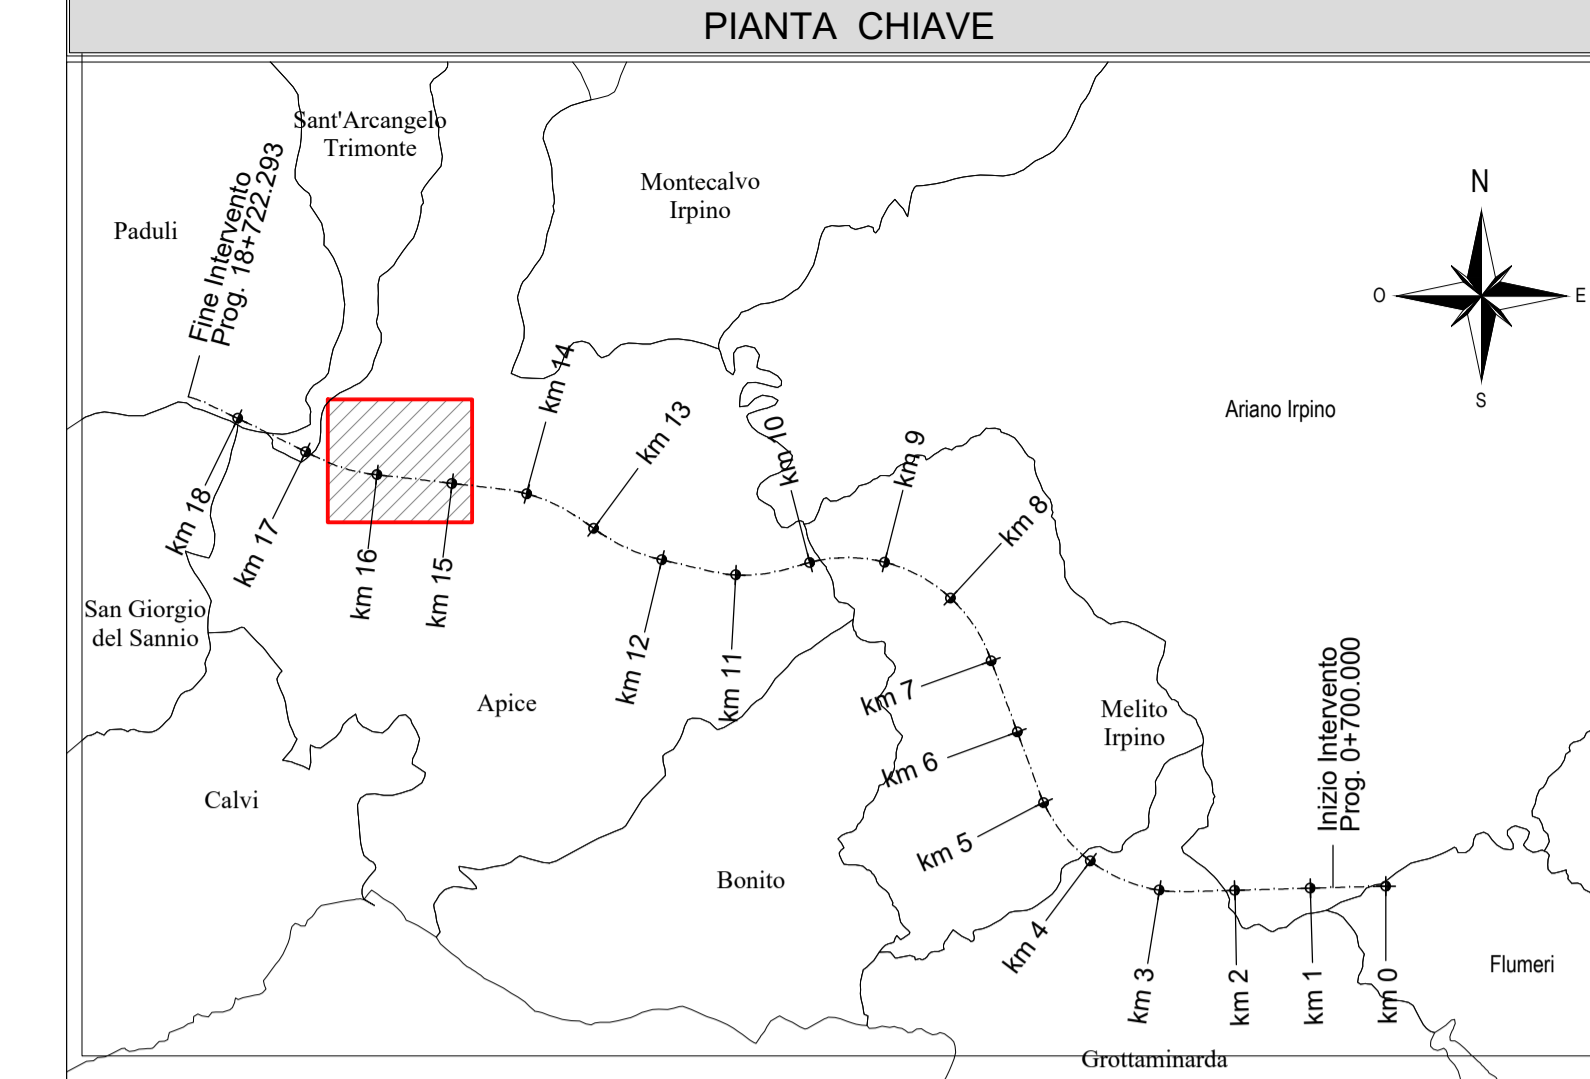 PIANTA CHIAVE
Sant'Arcangelo
Trimonte
Montecalvo
Irpino
Paduli
Fine Intervento
Prog. 18+722.293
N
O
E
S
Ariano Irpino
km 14
km 13
km 10
km 9
km 8
km 18
km 17
km 16
km 15
San Giorgio
del Sannio
km 12
km 11
km 7
Apice
Melito
Irpino
Inizio Intervento
Prog. 0+700.000
km 6
Calvi
km 5
Bonito
km 4
km 3
km 2
km 1
km 0
Flumeri
Grottaminarda